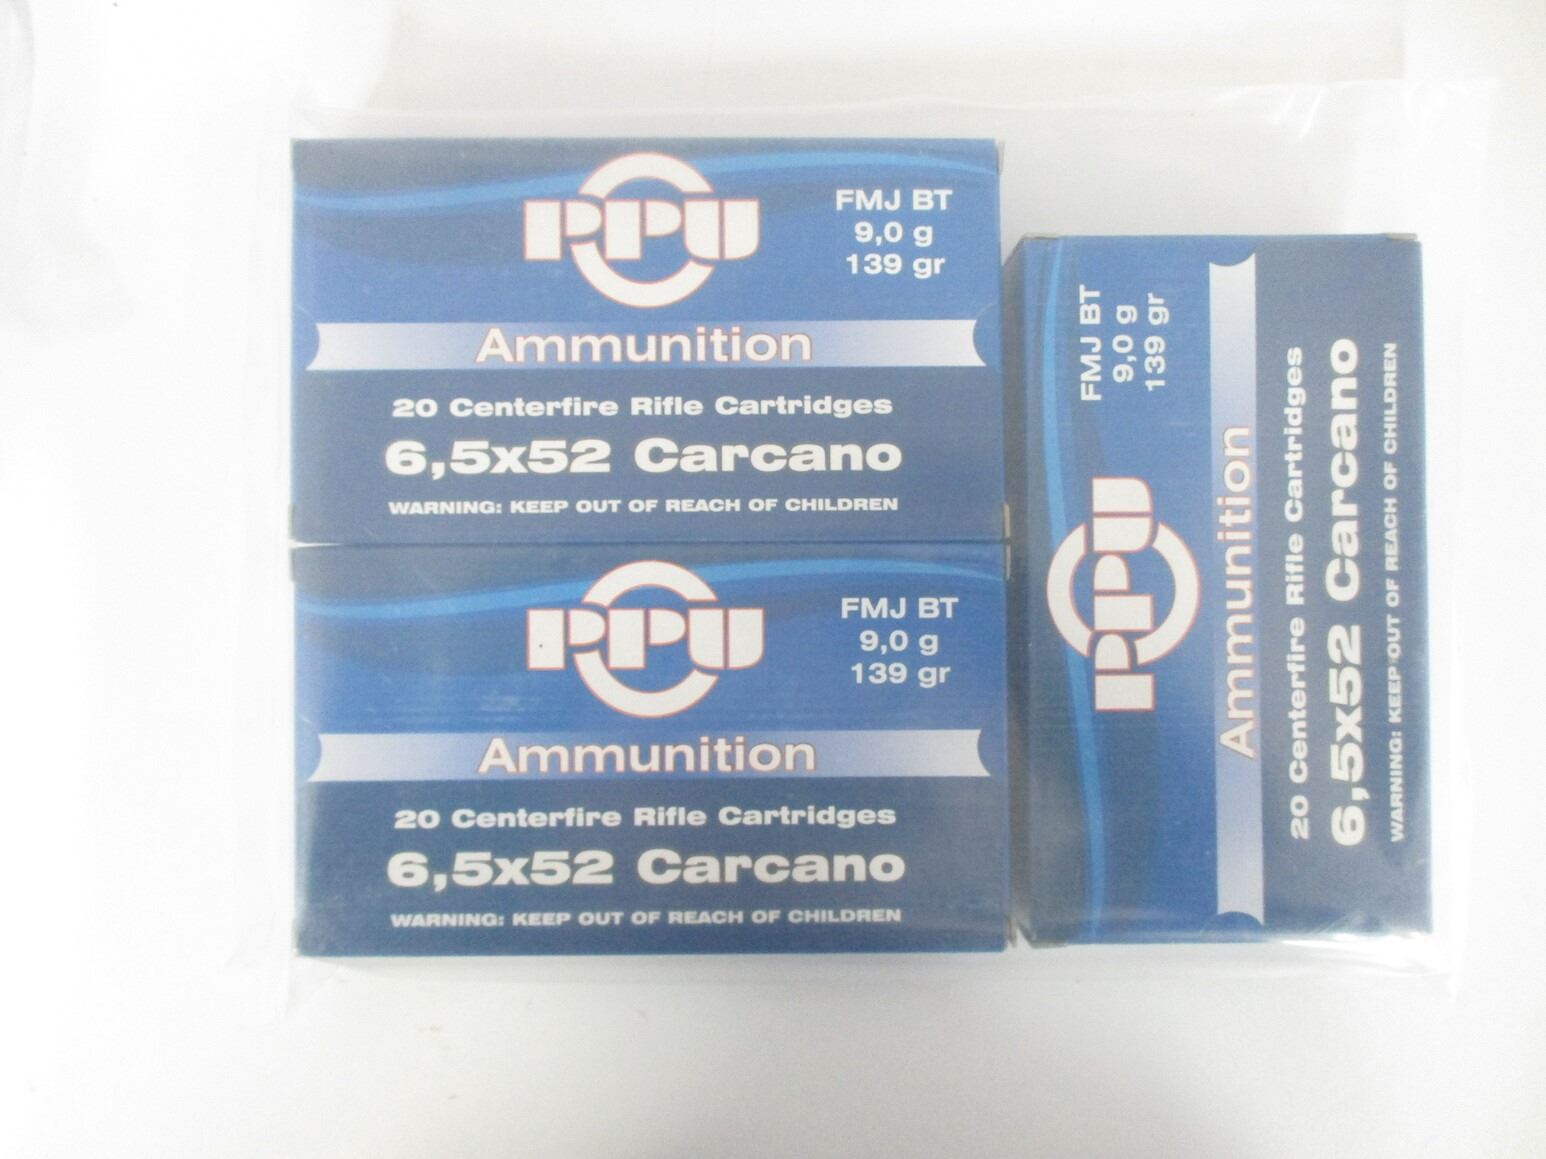 PPU
FMJ BT
9,0 g
139 gr
Ammunition
20 Centerfire Rifle Cartridges
6,5x52 Carcano
WARNING: KEEP OUT OF REACH OF CHILDREN
PPU
FMJ BT
9,0 g
139 gr
Ammunition
20 Centerfire Rifle Cartridges
6,5x52 Carcano
WARNING: KEEP OUT OF REACH OF CHILDREN
PPU
FMJ BT
9,0 g
139 gr
Ammunition
20 Centerfire Rifle Cartridges
6,5x52 Carcano
WARNING: KEEP OUT OF REACH OF CHILDREN